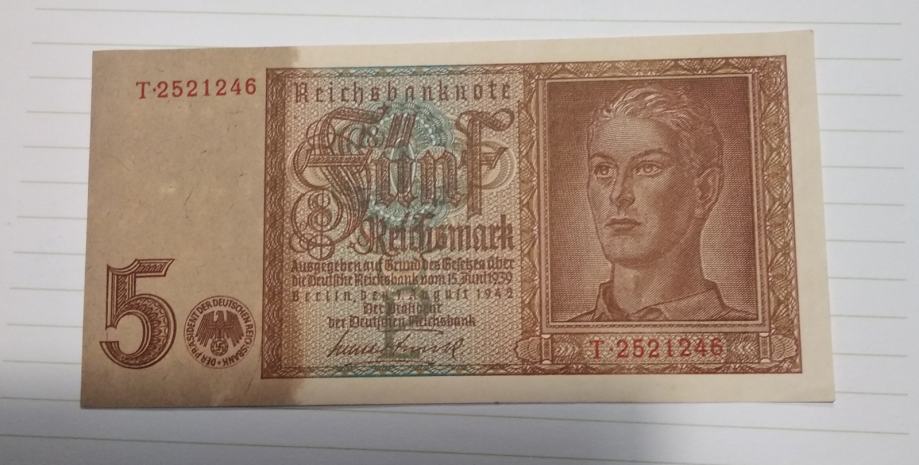 T·2521246
Reichsbanknote
Fünf
Reichsmark
Ausgegeben auf Grund des Gesetzes über
die Deutsche Reichsbank vom 15. Juni 1939
Berlin, den 1. August 1942
Der Präsident
der Deutschen Reichsbank
5
DER PRÄSIDENT DER DEUTSCHEN REICHSBANK
T·2521246